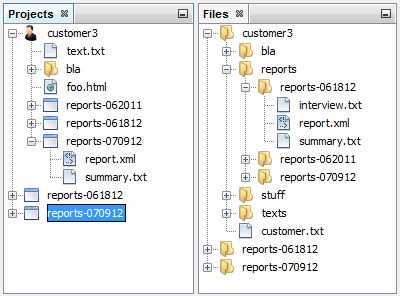 Projects
customer3
text.txt
bla
foo.html
reports-062011
reports-061812
reports-070912
report.xml
summary.txt
reports-061812
reports-070912
Files
customer3
bla
reports
reports-061812
interview.txt
report.xml
summary.txt
reports-062011
reports-070912
stuff
texts
customer.txt
reports-061812
reports-070912